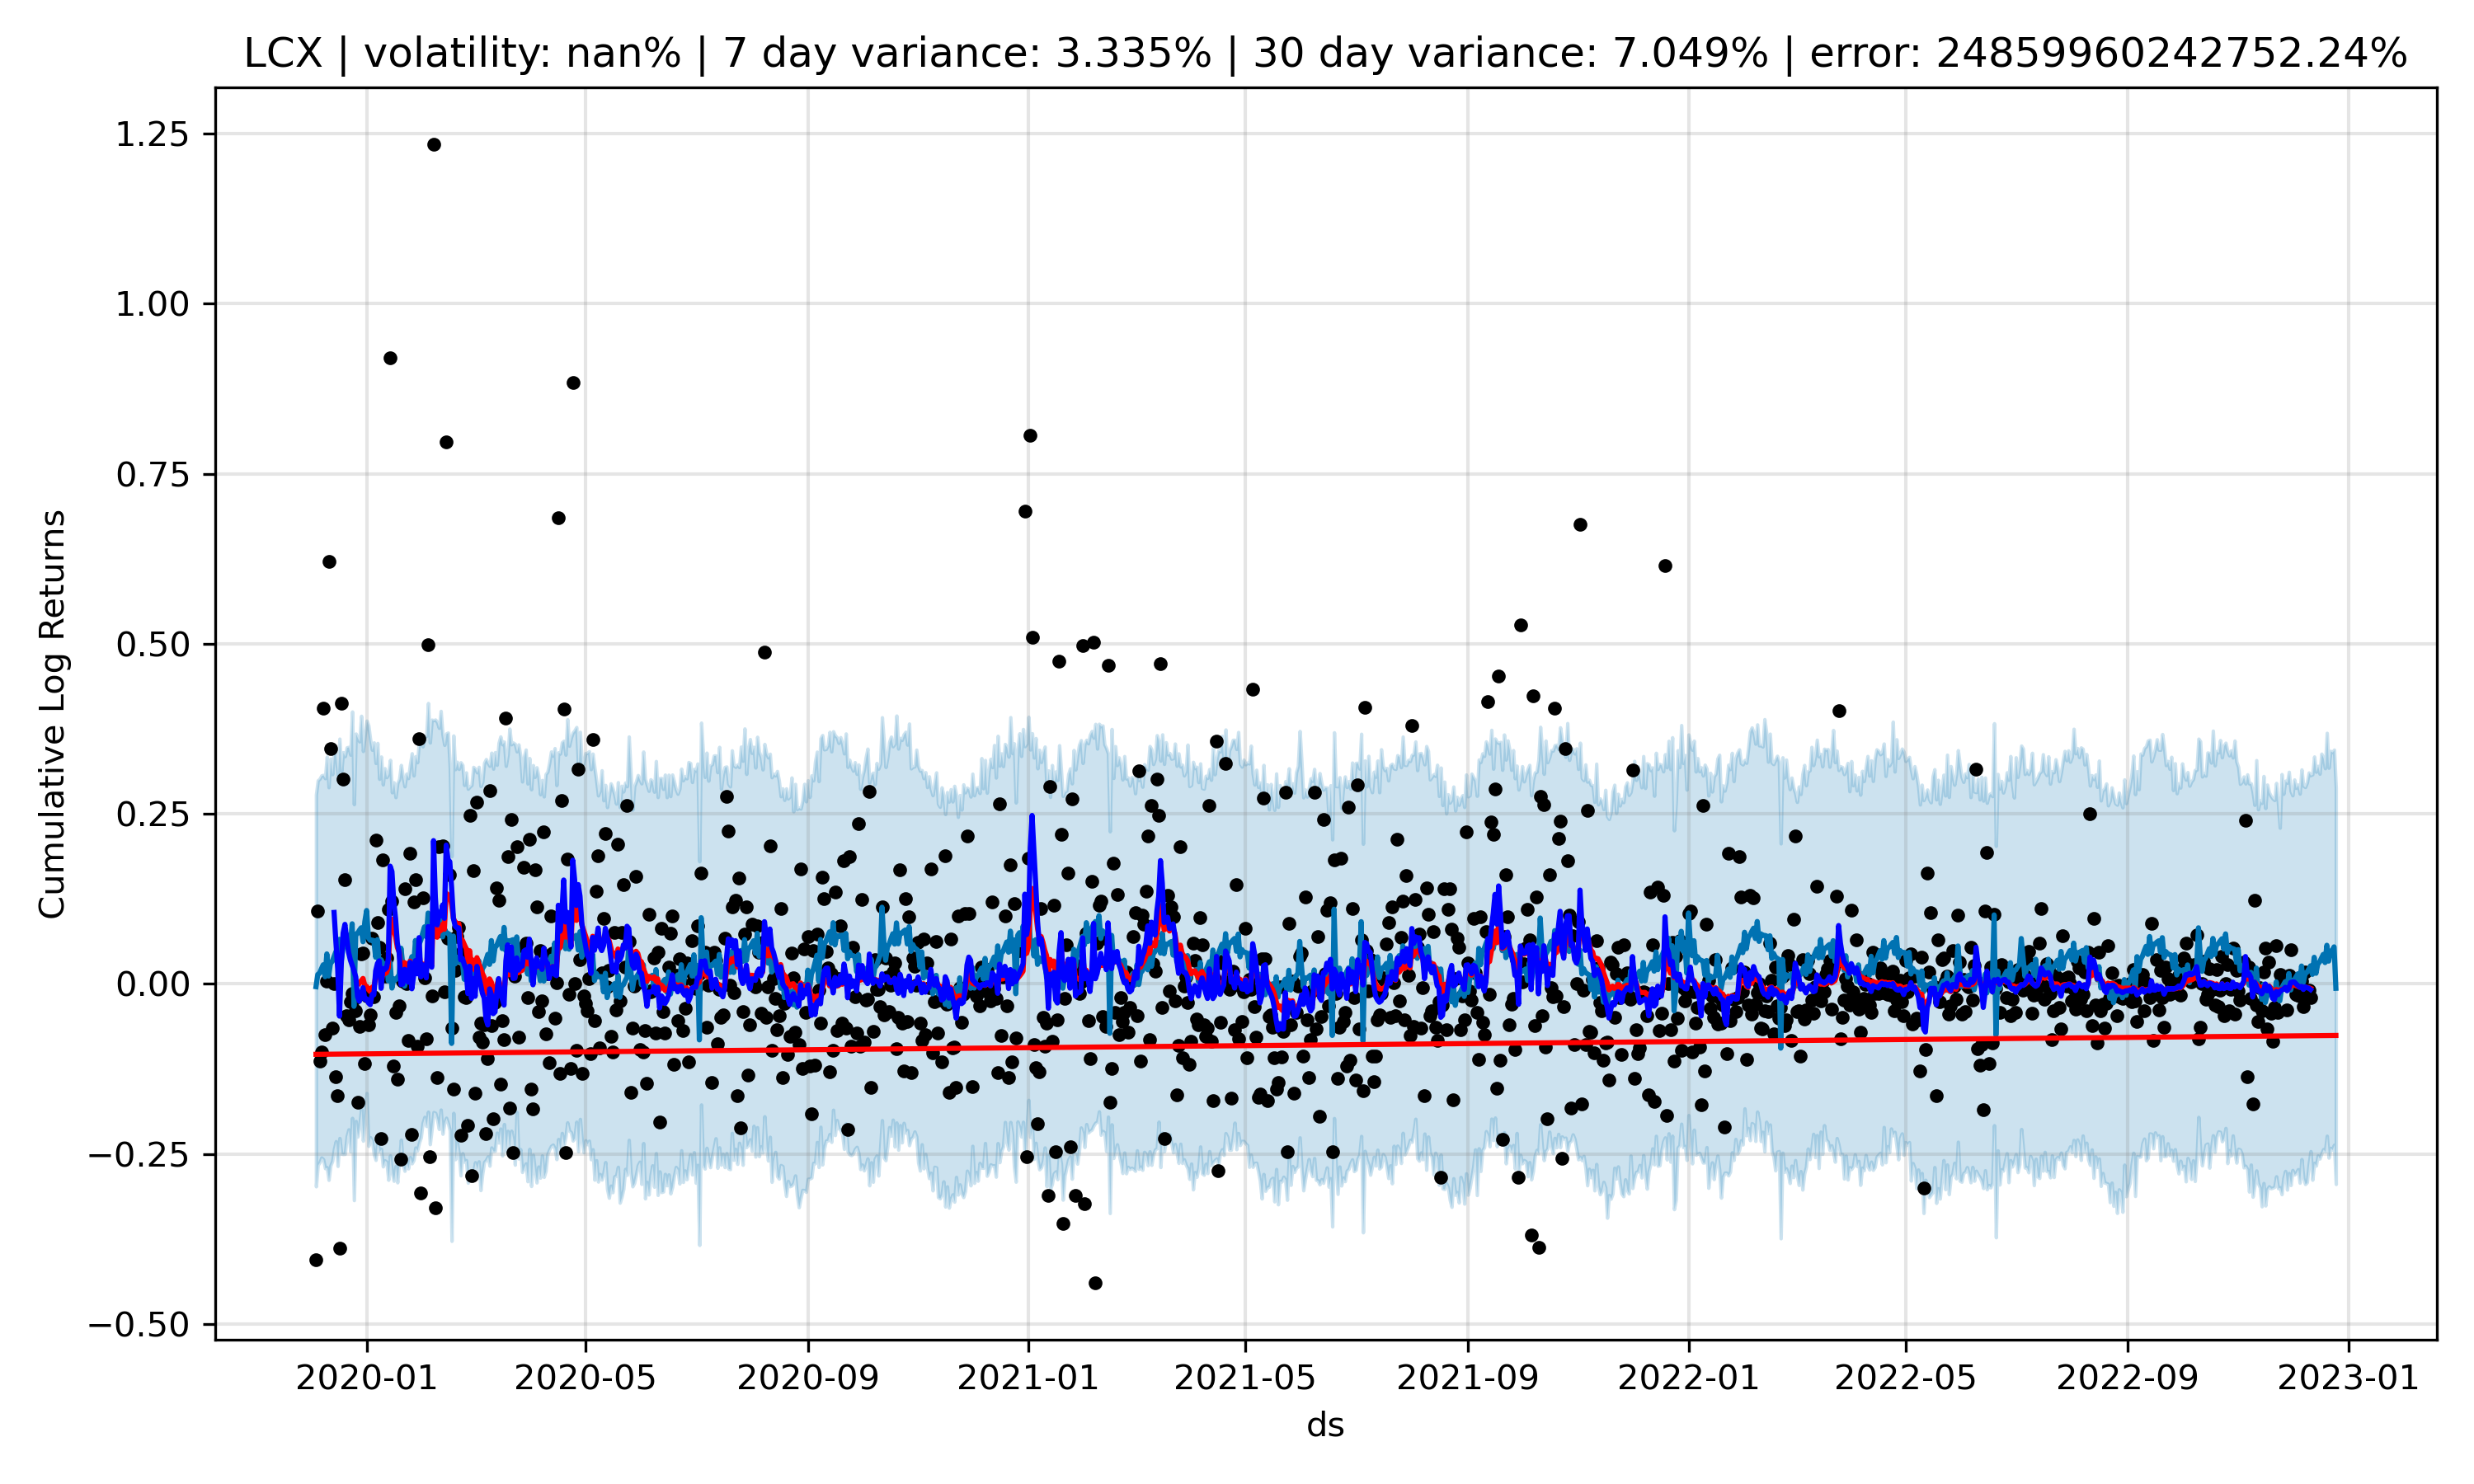 LCX | volatility: nan% | 7 day variance: 3.335% | 30 day variance: 7.049% | error: 24859960242752.24%
1.25
1.00
0.75
0.50
0.25
0.00
−0.25
−0.50
Cumulative Log Returns
2020-01 2020-05 2020-09 2021-01 2021-05 2021-09 2022-01 2022-05 2022-09 2023-01
ds